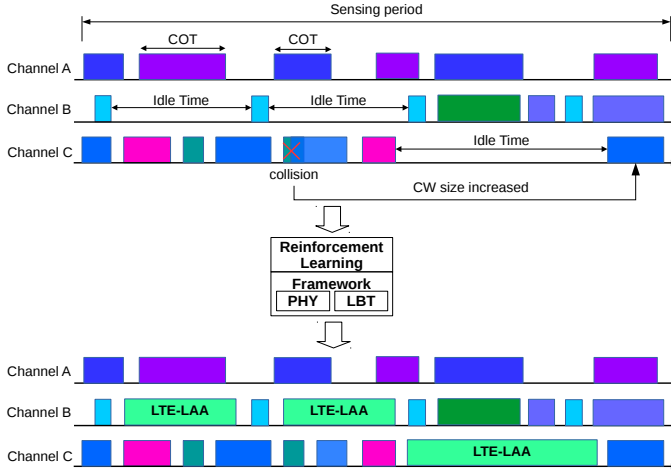 Sensing period
COT
COT
Channel A
Idle Time
Idle Time
Channel B
Idle Time
Channel C
collision
CW size increased
Reinforcement
Learning
Framework
PHY
LBT
Channel A
LTE-LAA
LTE-LAA
Channel B
LTE-LAA
Channel C